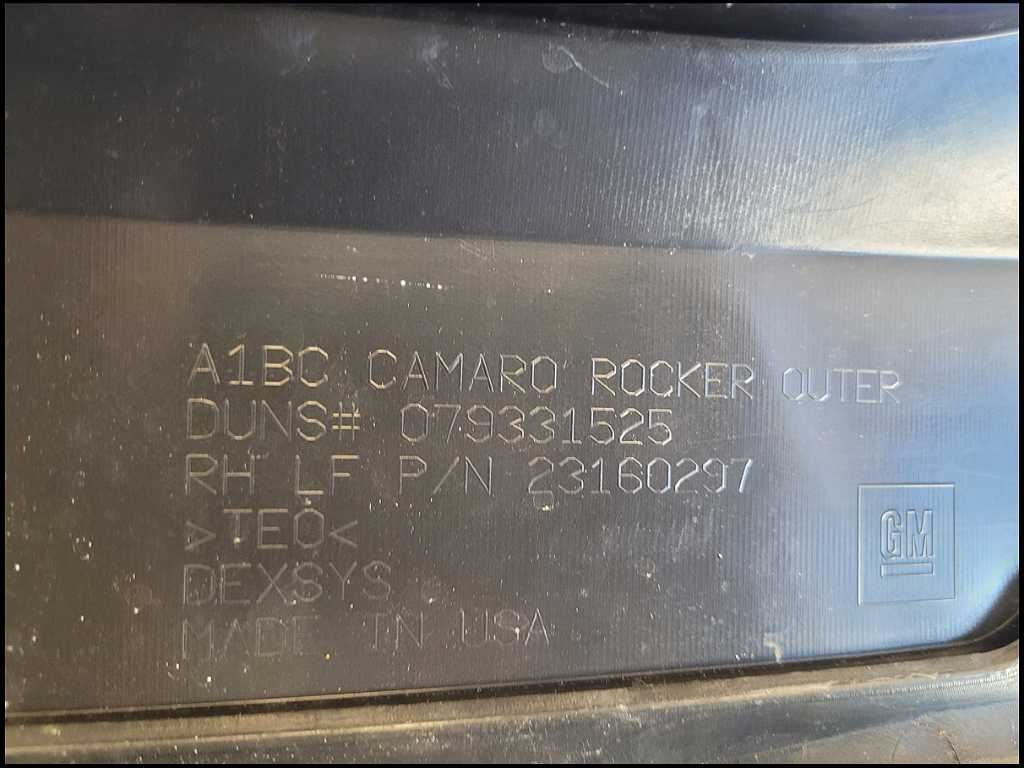 A1BC CAMARO ROCKER OUTER
DUNS# 079331525
RH LF P/N 23160297
>TEO<
DEXSYS
MADE IN USA
GM